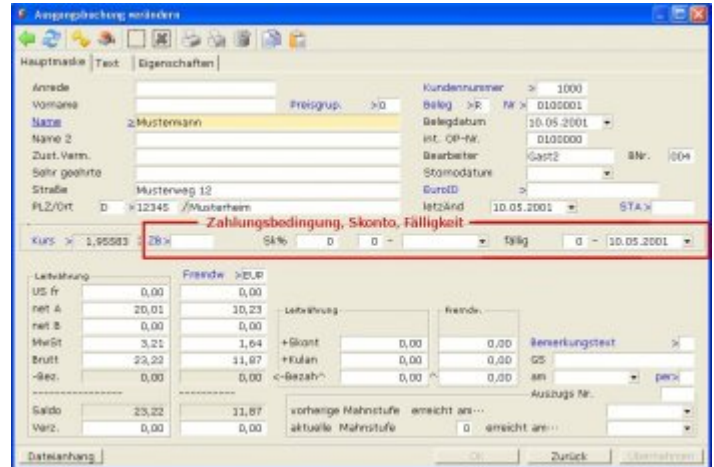 Ausgangsbuchung verändern
Hauptmaske Text Eigenschaften
Anrede Kundennummer > 1000
Vorname Preisgrup. >0 Beleg >R Nr > 0100001
Name >Mustermann Belegdatum 10.05.2001
Name 2 int. OP-Nr. 0100000
Zust.Verm. Bearbeiter Gast2 BNr. 004
Sehr geehrte Stornodatum
Straße Musterweg 12 EuroID >
PLZ/Ort D >12345 /Musterheim letzÄnd 10.05.2001 STA>
Zahlungsbedingung, Skonto, Fälligkeit
Kurs > 1,95583 ZB> Sk% 0 0 - fällig 0 - 10.05.2001
Leitwährung Fremdw >EUR
US fr 0,00 0,00
net A 20,01 10,23 Leitwährung Fremdw.
net B 0,00 0,00
MwSt 3,21 1,64 +Skont 0,00 0,00 Bemerkungstext >
Brutt 23,22 11,87 +Kulan 0,00 0,00 GS
-Bez. 0,00 0,00 <-Bezah^ 0,00 ^ 0,00 am per>
--------------- ---------- Auszugs Nr.
Saldo 23,22 11,87 vorherige Mahnstufe erreicht am...
Verz. 0,00 0,00 aktuelle Mahnstufe 0 erreicht am...
Dateianhang OK Zurück Übernehmen